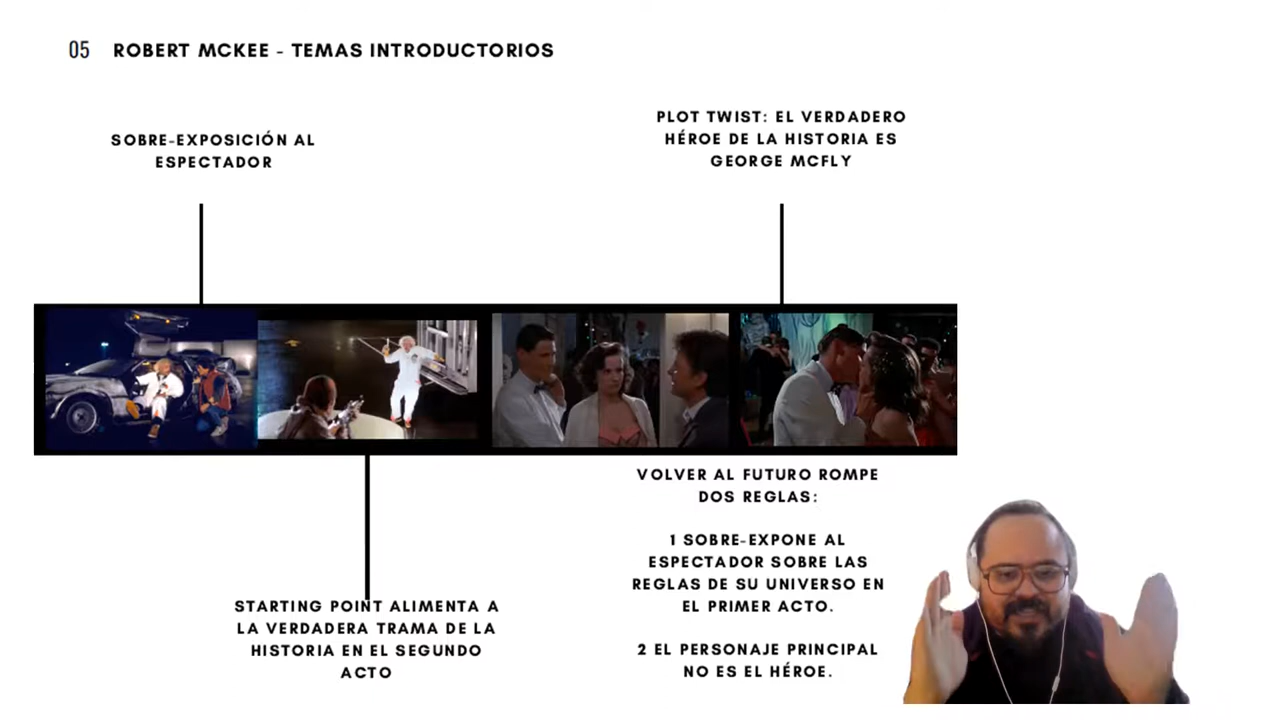 05 ROBERT MCKEE - TEMAS INTRODUCTORIOS
SOBRE-EXPOSICIÓN AL
ESPECTADOR
PLOT TWIST: EL VERDADERO
HÉROE DE LA HISTORIA ES
GEORGE MCFLY
STARTING POINT ALIMENTA A
LA VERDADERA TRAMA DE LA
HISTORIA EN EL SEGUNDO
ACTO
VOLVER AL FUTURO ROMPE
DOS REGLAS:
1 SOBRE-EXPONE AL
ESPECTADOR SOBRE LAS
REGLAS DE SU UNIVERSO EN
EL PRIMER ACTO.
2 EL PERSONAJE PRINCIPAL
NO ES EL HÉROE.